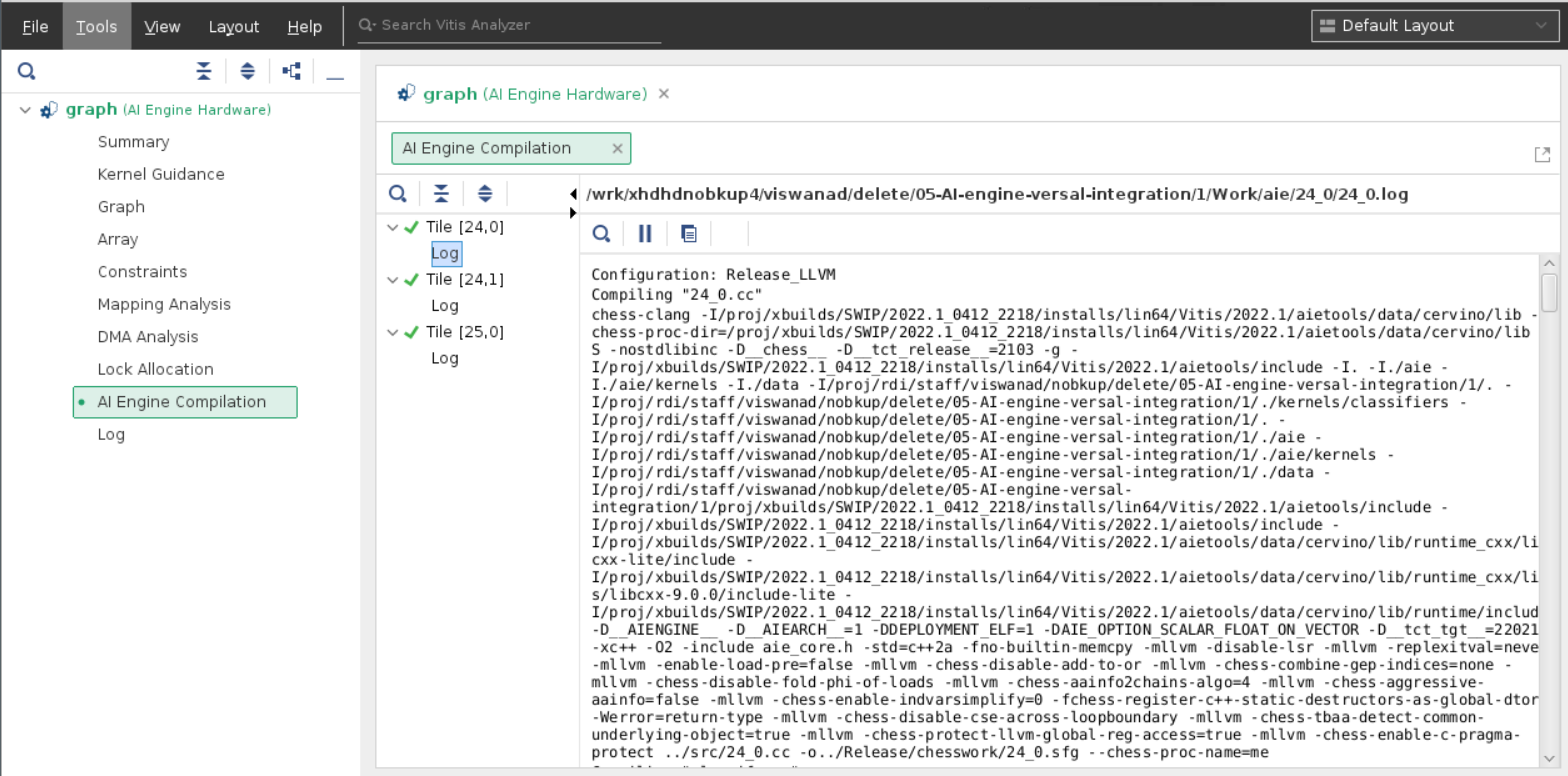 File Tools View Layout Help Search Vitis Analyzer Default Layout
graph (AI Engine Hardware)
Summary
Kernel Guidance
Graph
Array
Constraints
Mapping Analysis
DMA Analysis
Lock Allocation
AI Engine Compilation
Log
graph (AI Engine Hardware)
AI Engine Compilation
Tile [24,0]
Log
Tile [24,1]
Log
Tile [25,0]
Log
/wrk/xhdhdnobkup4/viswanad/delete/05-AI-engine-versal-integration/1/Work/aie/24_0/24_0.log
Configuration: Release_LLVM
Compiling "24_0.cc"
chess-clang -I/proj/xbuilds/SWIP/2022.1_0412_2218/installs/lin64/Vitis/2022.1/aietools/data/cervino/lib -
chess-proc-dir=/proj/xbuilds/SWIP/2022.1_0412_2218/installs/lin64/Vitis/2022.1/aietools/data/cervino/lib
S -nostdlibinc -D__chess__ -D__tct_release__=2103 -g -
I/proj/xbuilds/SWIP/2022.1_0412_2218/installs/lin64/Vitis/2022.1/aietools/include -I. -I./aie -
I./aie/kernels -I./data -I/proj/rdi/staff/viswanad/nobkup/delete/05-AI-engine-versal-integration/1/. -
I/proj/rdi/staff/viswanad/nobkup/delete/05-AI-engine-versal-integration/1/./kernels/classifiers -
I/proj/rdi/staff/viswanad/nobkup/delete/05-AI-engine-versal-integration/1/. -
I/proj/rdi/staff/viswanad/nobkup/delete/05-AI-engine-versal-integration/1/./aie -
I/proj/rdi/staff/viswanad/nobkup/delete/05-AI-engine-versal-integration/1/./aie/kernels -
I/proj/rdi/staff/viswanad/nobkup/delete/05-AI-engine-versal-integration/1/./data -
I/proj/rdi/staff/viswanad/nobkup/delete/05-AI-engine-versal-
integration/1/proj/xbuilds/SWIP/2022.1_0412_2218/installs/lin64/Vitis/2022.1/aietools/include -
I/proj/xbuilds/SWIP/2022.1_0412_2218/installs/lin64/Vitis/2022.1/aietools/include -
I/proj/xbuilds/SWIP/2022.1_0412_2218/installs/lin64/Vitis/2022.1/aietools/data/cervino/lib/runtime_cxx/li
cxx-lite/include -
I/proj/xbuilds/SWIP/2022.1_0412_2218/installs/lin64/Vitis/2022.1/aietools/data/cervino/lib/runtime_cxx/li
s/libcxx-9.0.0/include-lite -
I/proj/xbuilds/SWIP/2022.1_0412_2218/installs/lin64/Vitis/2022.1/aietools/data/cervino/lib/runtime/includ
-D__AIENGINE__ -D__AIEARCH__=1 -DDEPLOYMENT_ELF=1 -DAIE_OPTION_SCALAR_FLOAT_ON_VECTOR -D__tct_tgt__=22021
-xc++ -O2 -include aie_core.h -std=c++2a -fno-builtin-memcpy -mllvm -disable-lsr -mllvm -replexitval=neve
-mllvm -enable-load-pre=false -mllvm -chess-disable-add-to-or -mllvm -chess-combine-gep-indices=none -
mllvm -chess-disable-fold-phi-of-loads -mllvm -chess-aainfo2chains-algo=4 -mllvm -chess-aggressive-
aainfo=false -mllvm -chess-enable-indvarsimplify=0 -fchess-register-c++-static-destructors-as-global-dtor
-Werror=return-type -mllvm -chess-disable-cse-across-loopboundary -mllvm -chess-tbaa-detect-common-
underlying-object=true -mllvm -chess-protect-llvm-global-reg-access=true -mllvm -chess-enable-c-pragma-
protect ../src/24_0.cc -o../Release/chesswork/24_0.sfg --chess-proc-name=me